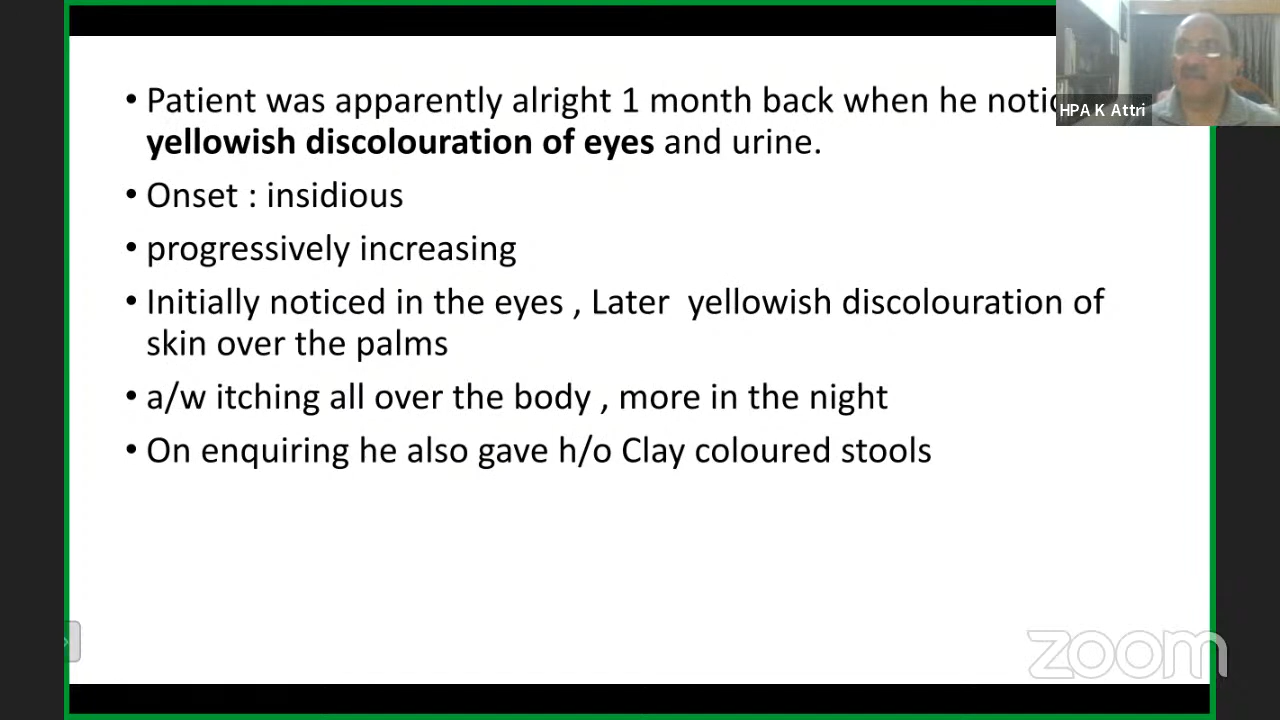 • Patient was apparently alright 1 month back when he
yellowish discolouration of eyes and urine.
• Onset : insidious
• progressively increasing
• Initially noticed in the eyes , Later yellowish discolouration of
skin over the palms
• a/w itching all over the body , more in the night
• On enquiring he also gave h/o Clay coloured stools
HPA K Attri
zoom